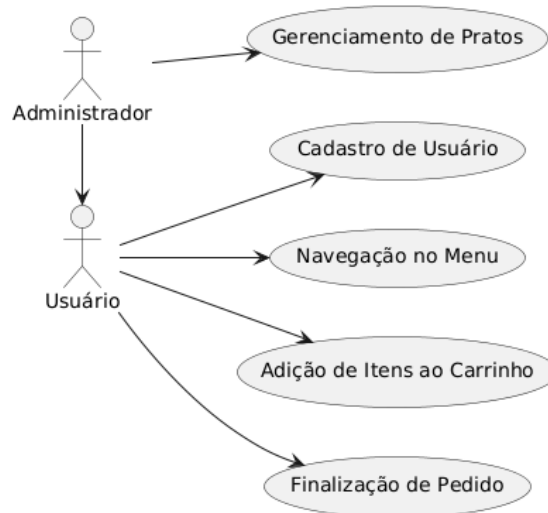 Gerenciamento de Pratos
Administrador
Cadastro de Usuário
Navegação no Menu
Usuário
Adição de Itens ao Carrinho
Finalização de Pedido